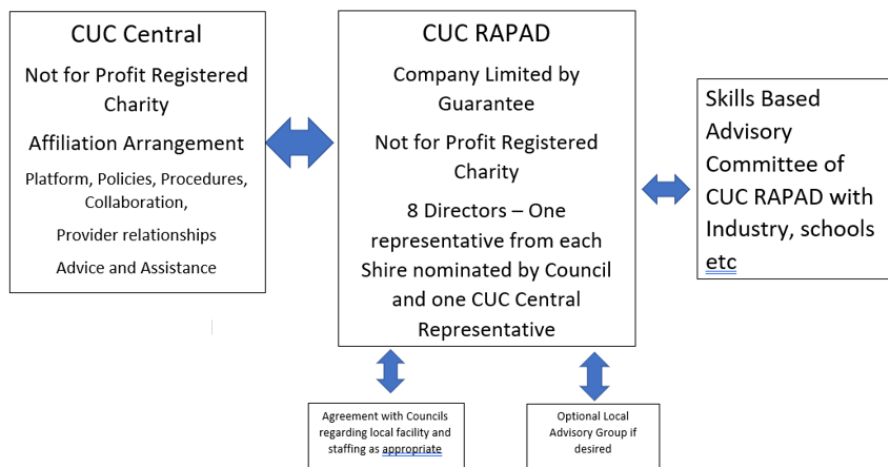 CUC Central
Not for Profit Registered
Charity
Affiliation Arrangement
Platform, Policies, Procedures,
Collaboration,
Provider relationships
Advice and Assistance
CUC RAPAD
Company Limited by
Guarantee
Not for Profit Registered
Charity
8 Directors – One
representative from each
Shire nominated by Council
and one CUC Central
Representative
Skills Based
Advisory
Committee of
CUC RAPAD with
Industry, schools
etc
Agreement with Councils
regarding local facility and
staffing as appropriate
Optional Local
Advisory Group if
desired